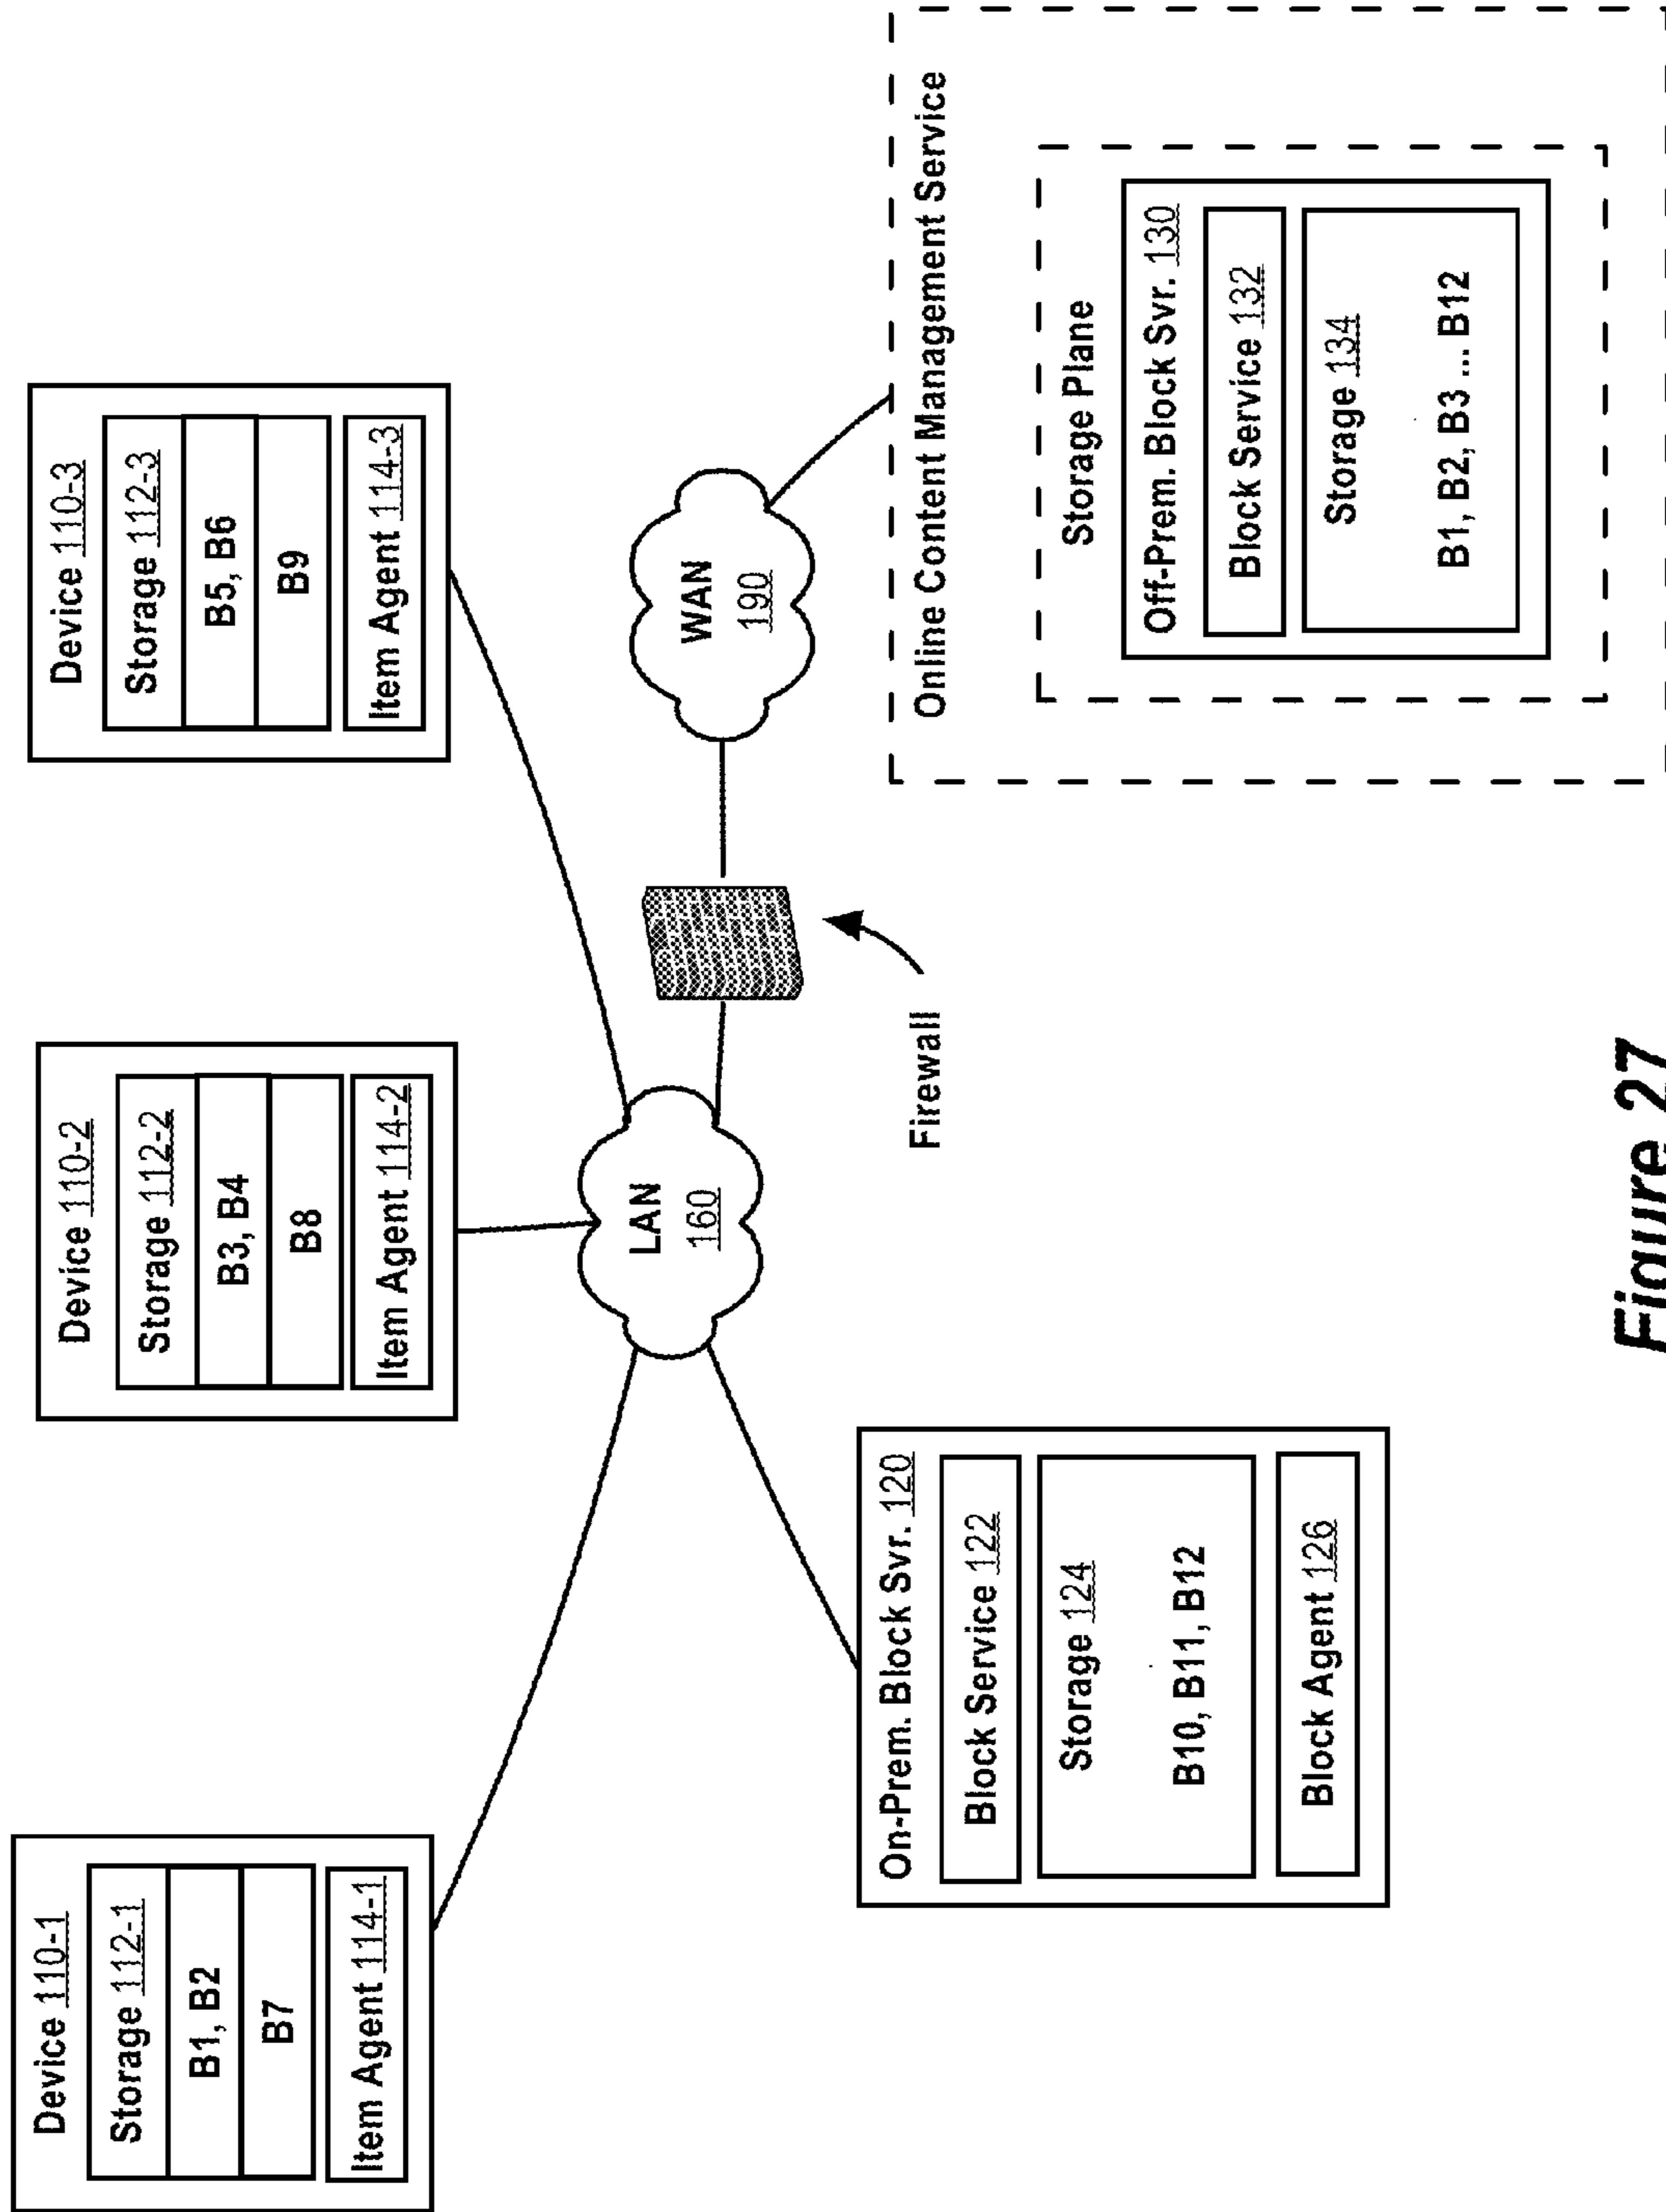 Device 110-1
Storage 112-1
B1, B2
B7
Item Agent 114-1
Device 110-2
Storage 112-2
B3, B4
B8
Item Agent 114-2
Device 110-3
Storage 112-3
B5, B6
B9
Item Agent 114-3
LAN
160
WAN
190
Firewall
On-Prem. Block Svr. 120
Block Service 122
Storage 124
B10, B11, B12
Block Agent 126
Online Content Management Service
Storage Plane
Off-Prem. Block Svr. 130
Block Service 132
Storage 134
B1, B2, B3 ... B12
Figure 27